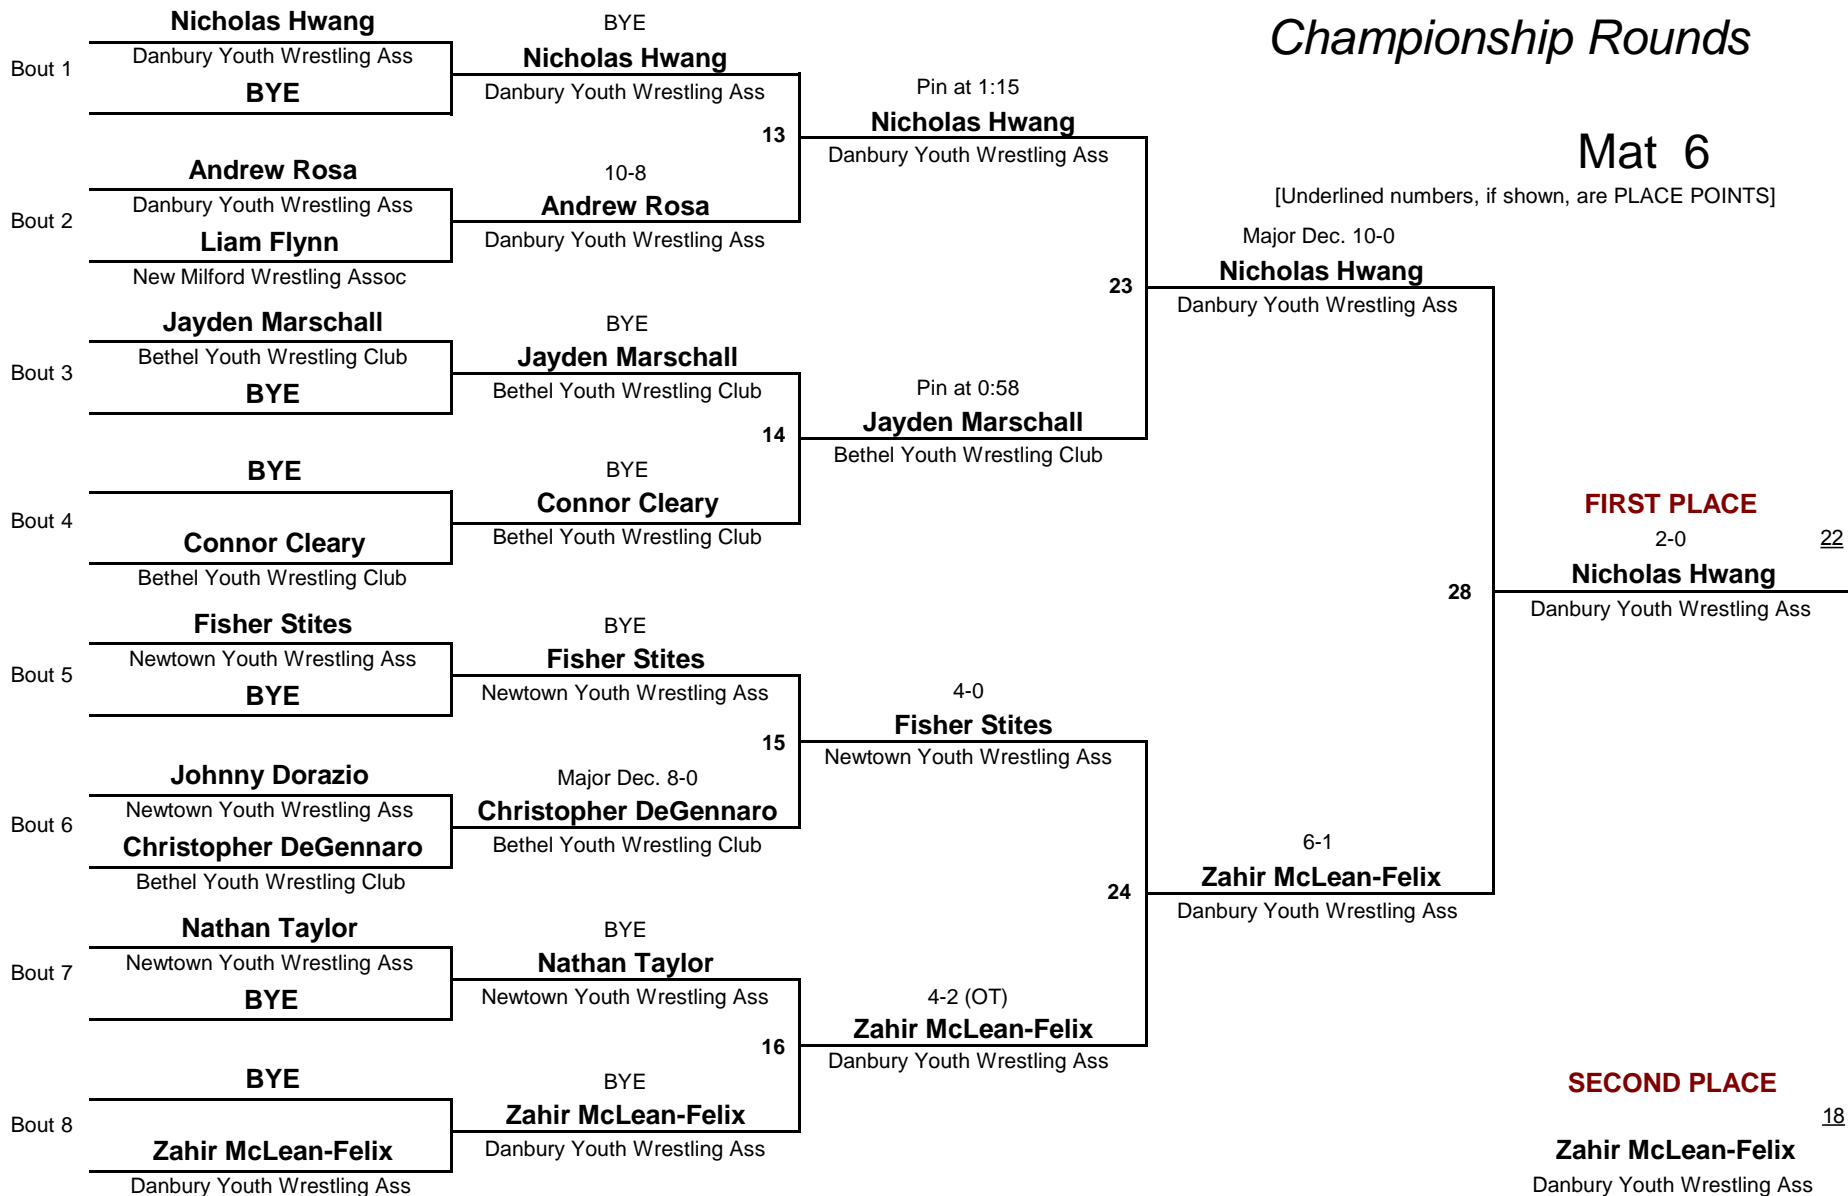 Championship Rounds
Mat 6
[Underlined numbers, if shown, are PLACE POINTS]
Bout 1
Nicholas Hwang
Danbury Youth Wrestling Ass
BYE
Bout 2
Andrew Rosa
Danbury Youth Wrestling Ass
Liam Flynn
New Milford Wrestling Assoc
Bout 3
Jayden Marschall
Bethel Youth Wrestling Club
BYE
Bout 4
BYE
Connor Cleary
Bethel Youth Wrestling Club
Bout 5
Fisher Stites
Newtown Youth Wrestling Ass
BYE
Bout 6
Johnny Dorazio
Newtown Youth Wrestling Ass
Christopher DeGennaro
Bethel Youth Wrestling Club
Bout 7
Nathan Taylor
Newtown Youth Wrestling Ass
BYE
Bout 8
BYE
Zahir McLean-Felix
Danbury Youth Wrestling Ass
BYE
Nicholas Hwang
Danbury Youth Wrestling Ass
13
10-8
Andrew Rosa
Danbury Youth Wrestling Ass
BYE
Jayden Marschall
Bethel Youth Wrestling Club
14
BYE
Connor Cleary
Bethel Youth Wrestling Club
BYE
Fisher Stites
Newtown Youth Wrestling Ass
15
Major Dec. 8-0
Christopher DeGennaro
Bethel Youth Wrestling Club
BYE
Nathan Taylor
Newtown Youth Wrestling Ass
16
BYE
Zahir McLean-Felix
Danbury Youth Wrestling Ass
Pin at 1:15
Nicholas Hwang
Danbury Youth Wrestling Ass
23
Pin at 0:58
Jayden Marschall
Bethel Youth Wrestling Club
4-0
Fisher Stites
Newtown Youth Wrestling Ass
24
4-2 (OT)
Zahir McLean-Felix
Danbury Youth Wrestling Ass
Major Dec. 10-0
Nicholas Hwang
Danbury Youth Wrestling Ass
28
6-1
Zahir McLean-Felix
Danbury Youth Wrestling Ass
FIRST PLACE
2-0 22
Nicholas Hwang
Danbury Youth Wrestling Ass
SECOND PLACE
18
Zahir McLean-Felix
Danbury Youth Wrestling Ass